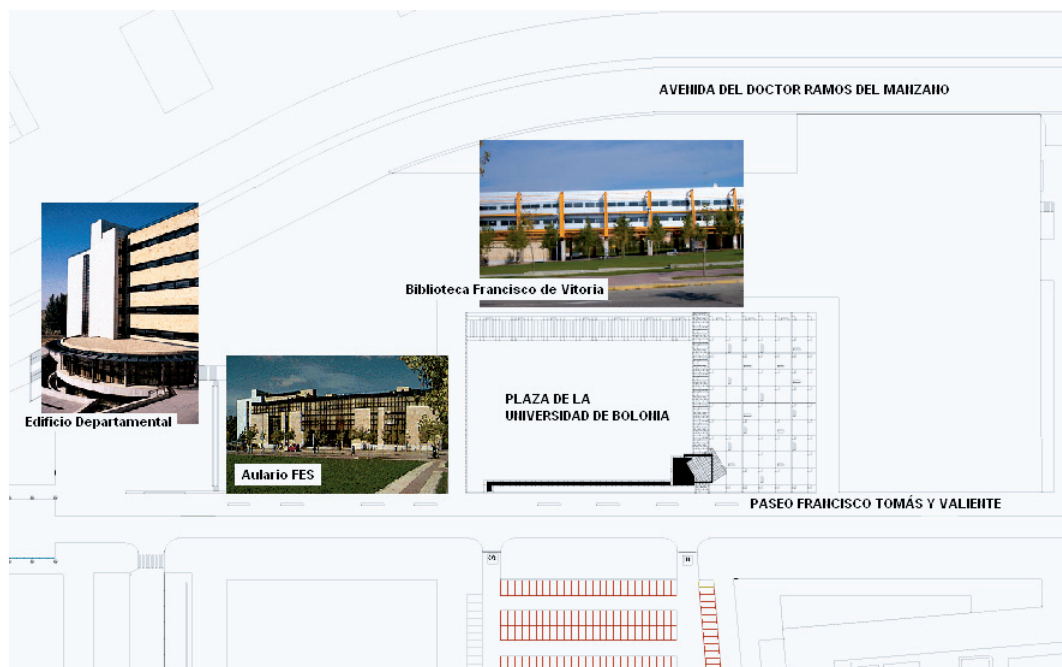 AVENIDA DEL DOCTOR RAMOS DEL MANZANO
Biblioteca Francisco de Vitoria
Edificio Departamental
PLAZA DE LA
UNIVERSIDAD DE BOLONIA
Aulario FES
PASEO FRANCISCO TOMÁS Y VALIENTE